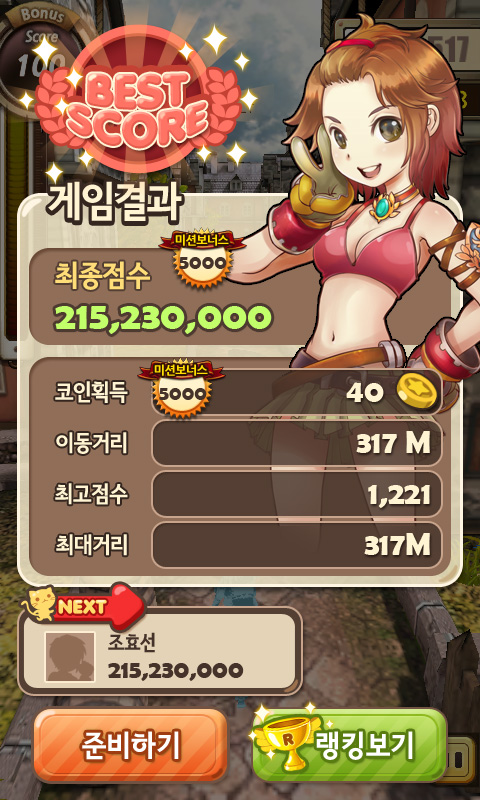 Bonus
Score
100
517
3
BEST
SCORE
게임결과
미션보너스
5000
최종점수
215,230,000
미션보너스
5000
코인획득
40
이동거리
317 M
최고점수
1,221
최대거리
317M
NEXT
조효선
215,230,000
준비하기
R
랭킹보기